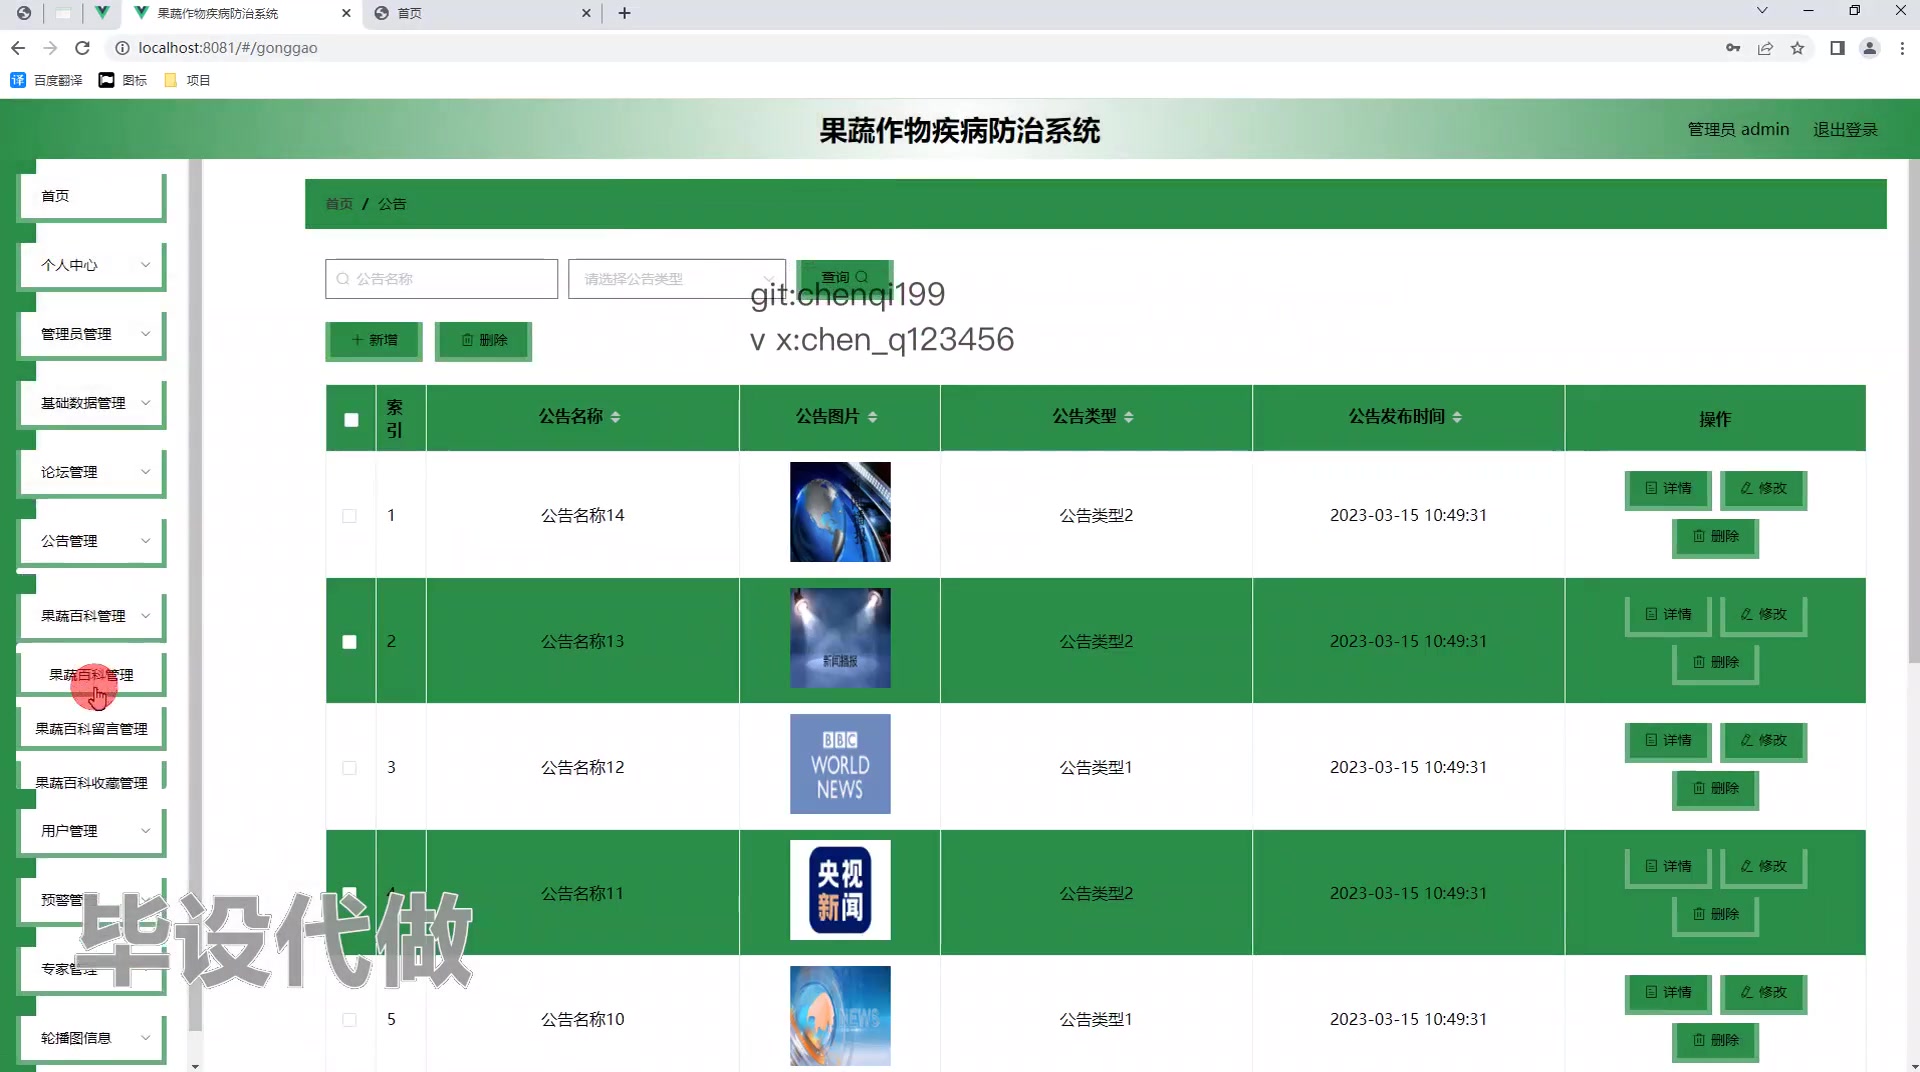 果蔬作物疾病防治系统
首页
localhost:8081/#/gonggao
译 百度翻译 图标 项目
果蔬作物疾病防治系统
管理员 admin 退出登录
首页
个人中心
管理员管理
基础数据管理
论坛管理
公告管理
果蔬百科管理
果蔬百科管理
果蔬百科留言管理
果蔬百科收藏管理
用户管理
预警管
专家管理
轮播图信息
首页 / 公告
公告名称 请选择公告类型 查询
git:chenqi199
v x:chen_q123456
新增 删除
索引 公告名称 公告图片 公告类型 公告发布时间 操作
1 公告名称14 公告类型2 2023-03-15 10:49:31 详情 修改
删除
2 公告名称13 新闻播报 公告类型2 2023-03-15 10:49:31 详情 修改
删除
3 公告名称12 BBC WORLD NEWS 公告类型1 2023-03-15 10:49:31 详情 修改
删除
4 公告名称11 央视新闻 公告类型2 2023-03-15 10:49:31 详情 修改
删除
5 公告名称10 NEWS 公告类型1 2023-03-15 10:49:31 详情 修改
删除
毕设代做